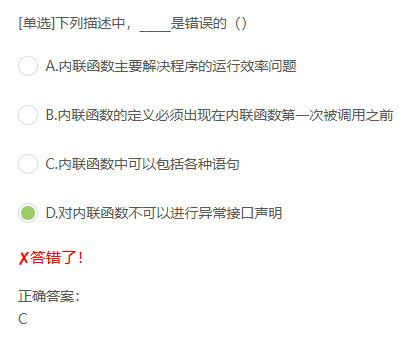 [单选]下列描述中，_____是错误的（）
A.内联函数主要解决程序的运行效率问题
B.内联函数的定义必须出现在内联函数第一次被调用之前
C.内联函数中可以包括各种语句
D.对内联函数不可以进行异常接口声明
✗答错了！
正确答案：
C